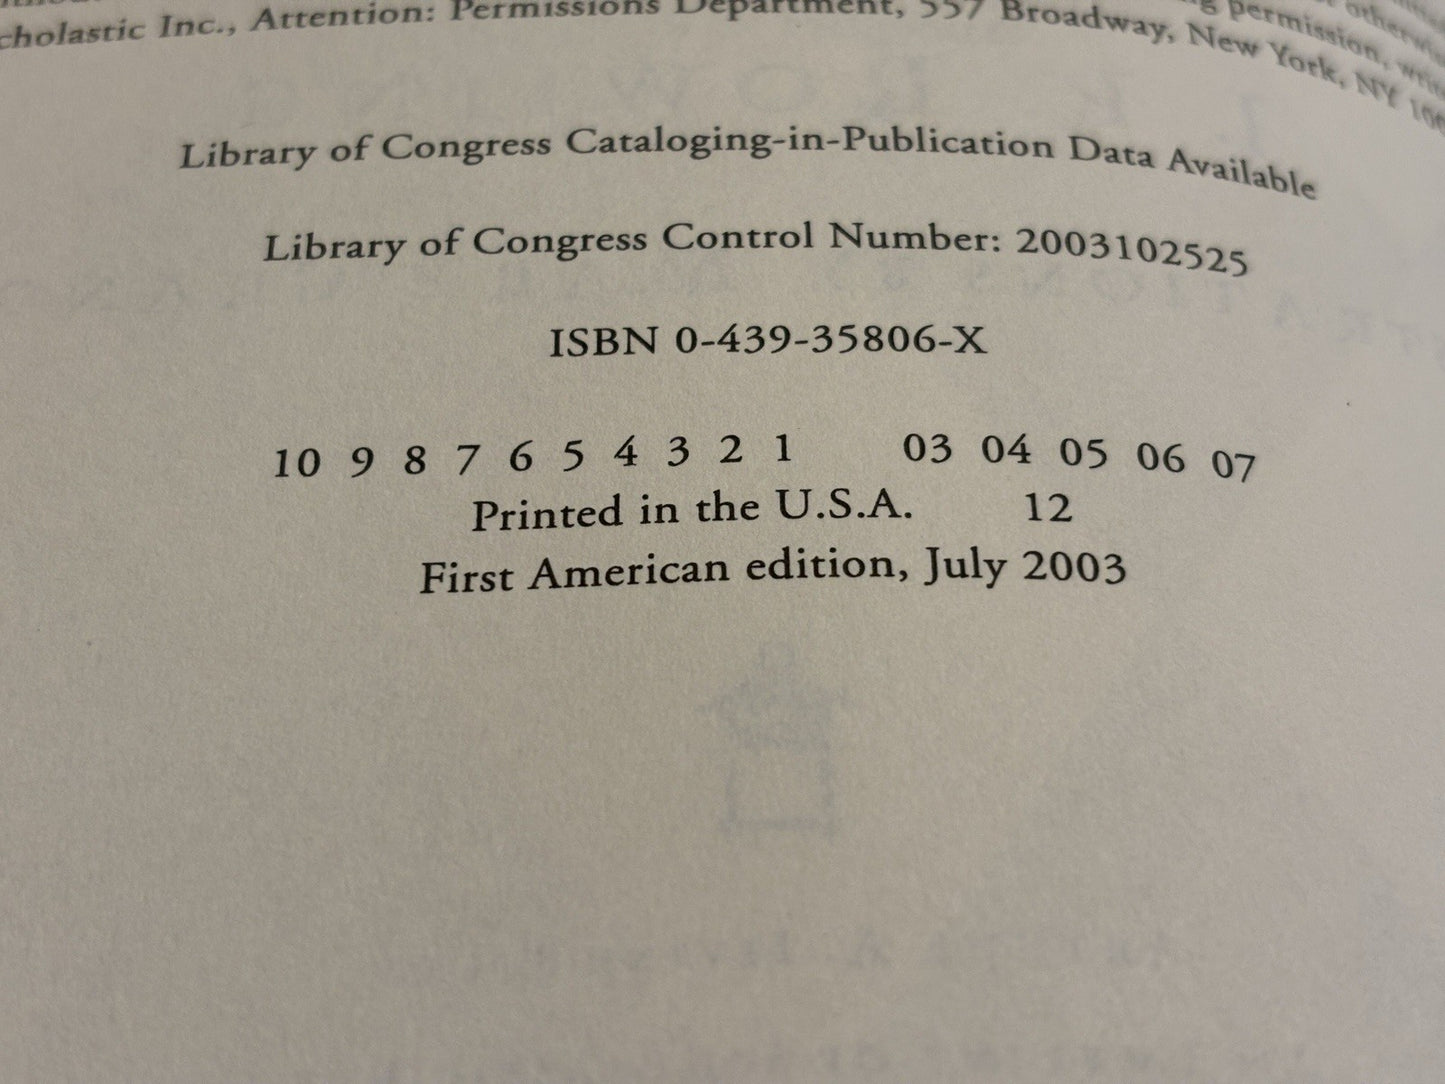 Scholastic Inc., Attention: Permissions Department, 557 Broadway, New York, NY
Library of Congress Cataloging-in-Publication Data Available
Library of Congress Control Number: 2003102525
ISBN 0-439-35806-X
10 9 8 7 6 5 4 3 2 1 03 04 05 06 07
Printed in the U.S.A. 12
First American edition, July 2003